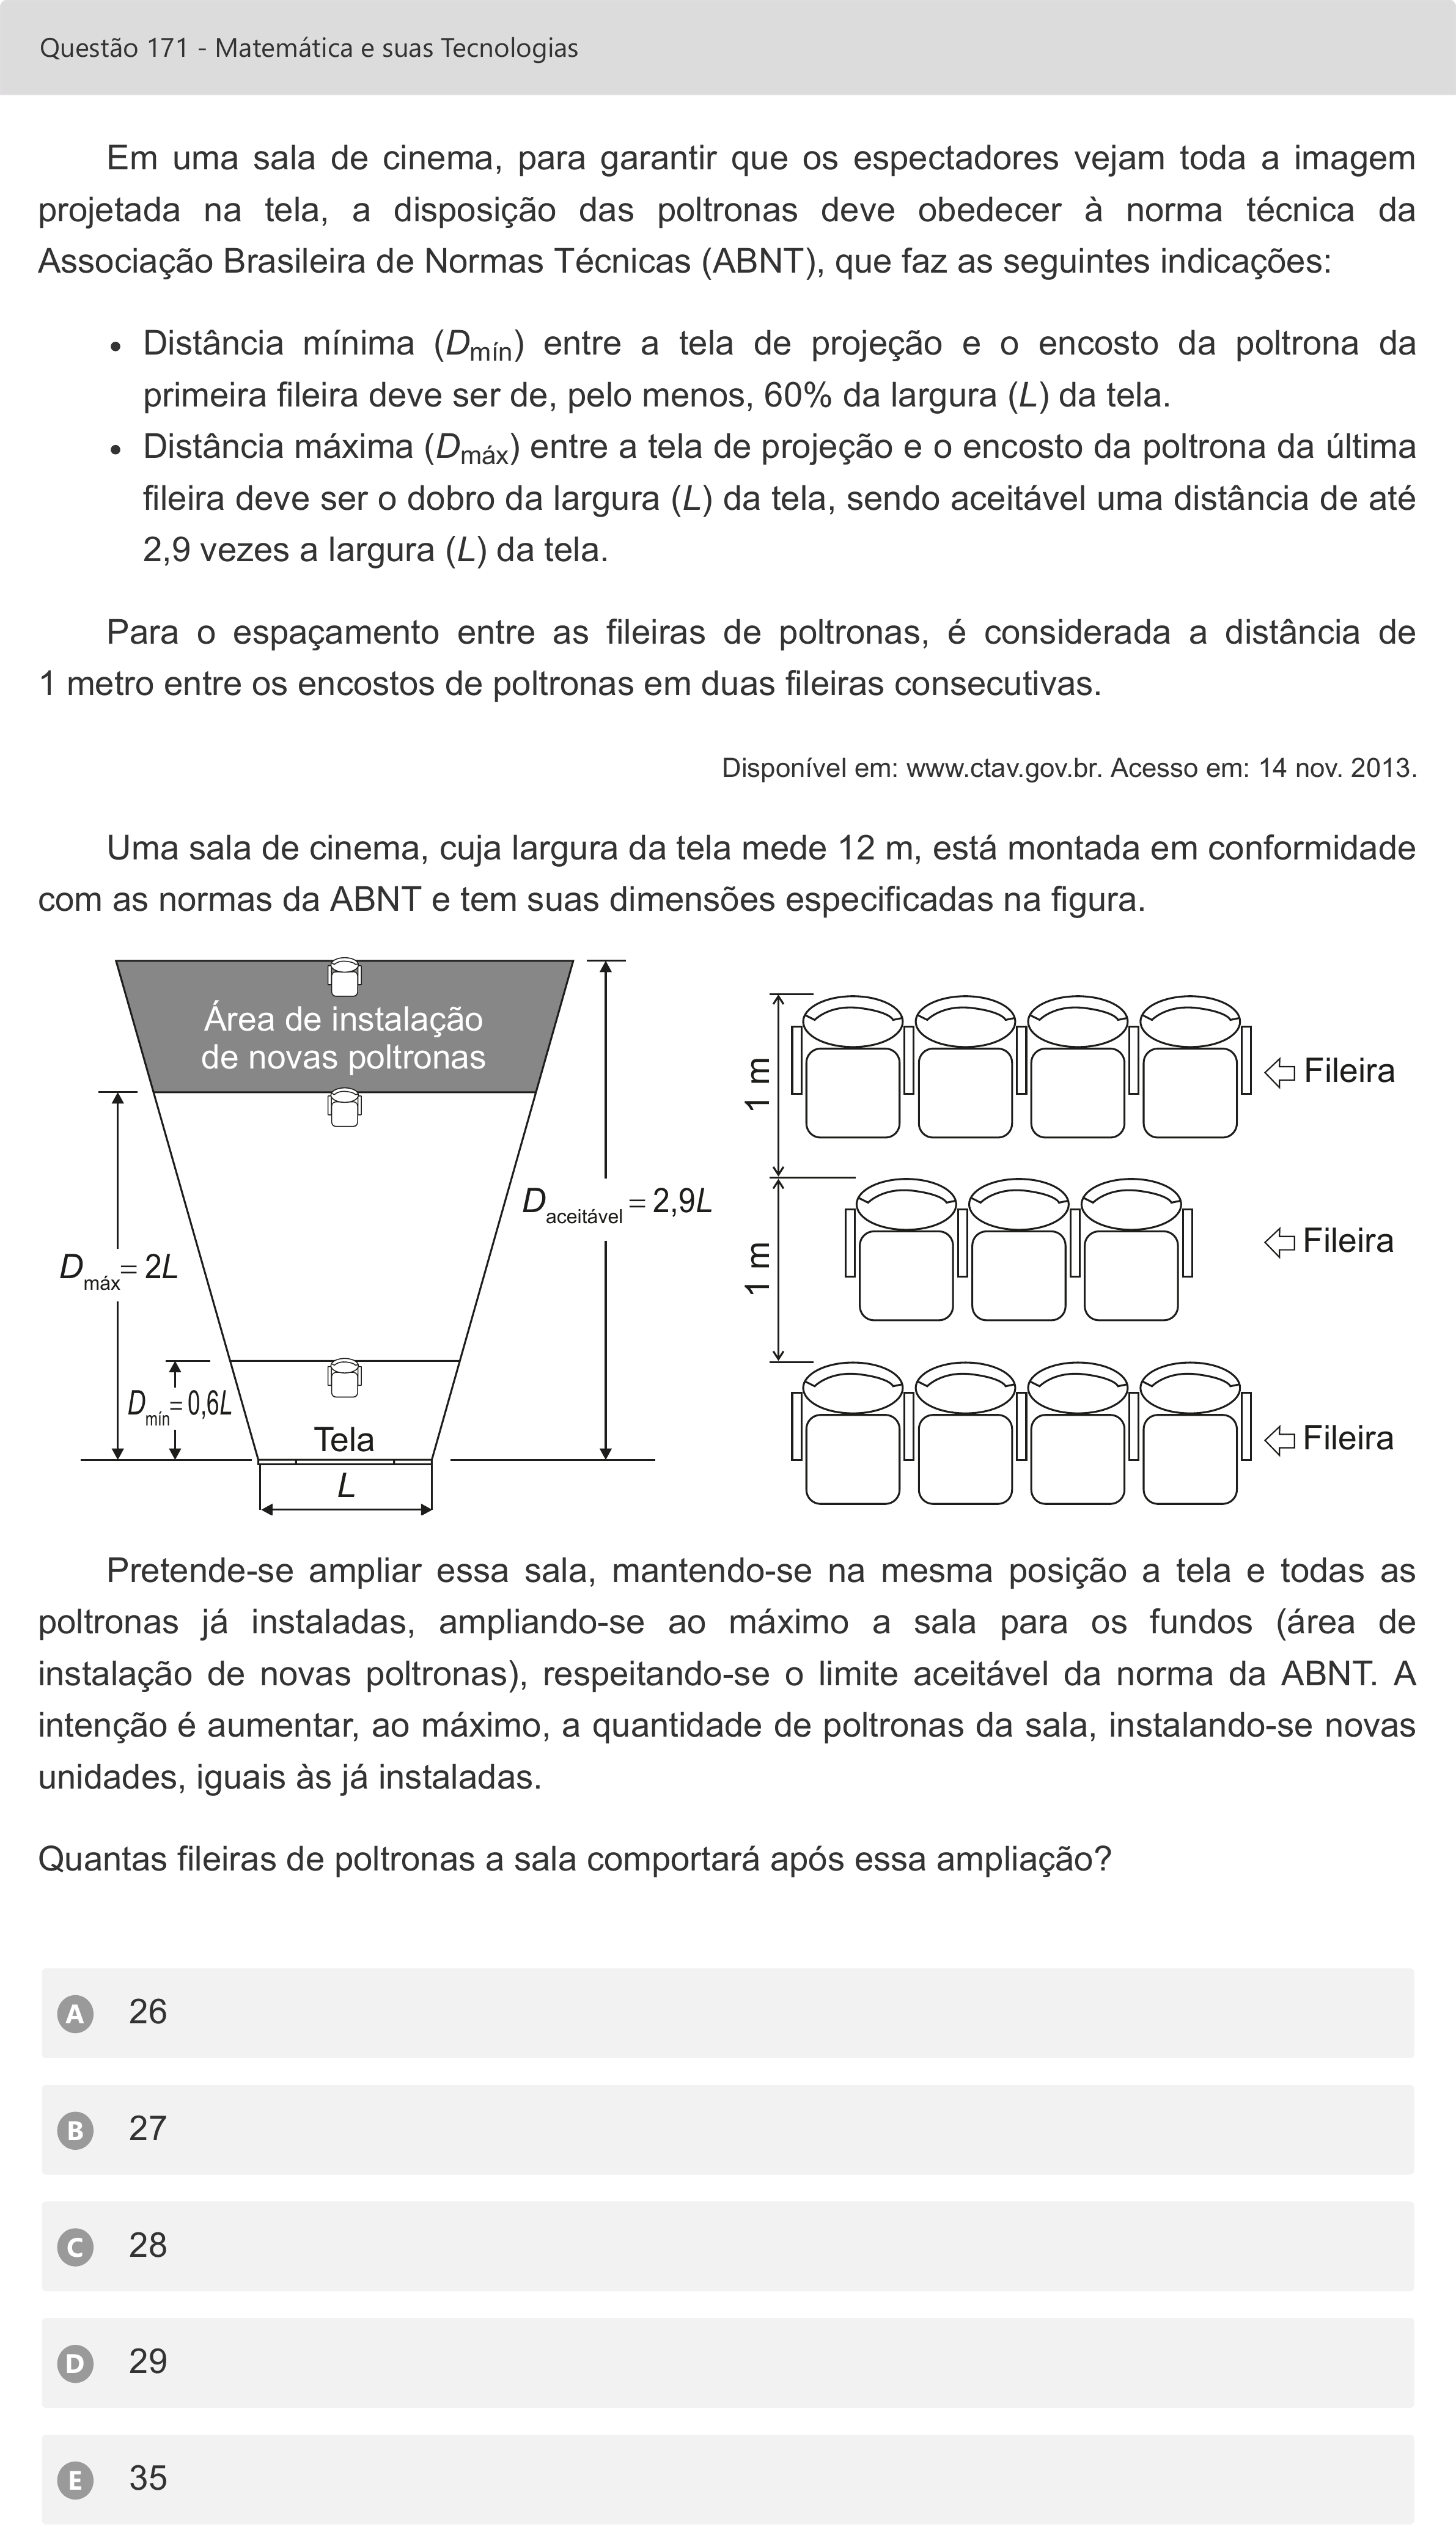 Questão 171 - Matemática e suas Tecnologias
Em uma sala de cinema, para garantir que os espectadores vejam toda a imagem
projetada na tela, a disposição das poltronas deve obedecer à norma técnica da
Associação Brasileira de Normas Técnicas (ABNT), que faz as seguintes indicações:
• Distância mínima (Dmín) entre a tela de projeção e o encosto da poltrona da
primeira fileira deve ser de, pelo menos, 60% da largura (L) da tela.
• Distância máxima (Dmáx) entre a tela de projeção e o encosto da poltrona da última
fileira deve ser o dobro da largura (L) da tela, sendo aceitável uma distância de até
2,9 vezes a largura (L) da tela.
Para o espaçamento entre as fileiras de poltronas, é considerada a distância de
1 metro entre os encostos de poltronas em duas fileiras consecutivas.
Disponível em: www.ctav.gov.br. Acesso em: 14 nov. 2013.
Uma sala de cinema, cuja largura da tela mede 12 m, está montada em conformidade
com as normas da ABNT e tem suas dimensões especificadas na figura.
Área de instalação
de novas poltronas
Dmáx = 2L
Daceitável = 2,9L
Dmín = 0,6L
Tela
L
1 m
1 m
Fileira
Fileira
Fileira
Pretende-se ampliar essa sala, mantendo-se na mesma posição a tela e todas as
poltronas já instaladas, ampliando-se ao máximo a sala para os fundos (área de
instalação de novas poltronas), respeitando-se o limite aceitável da norma da ABNT. A
intenção é aumentar, ao máximo, a quantidade de poltronas da sala, instalando-se novas
unidades, iguais às já instaladas.
Quantas fileiras de poltronas a sala comportará após essa ampliação?
A 26
B 27
C 28
D 29
E 35